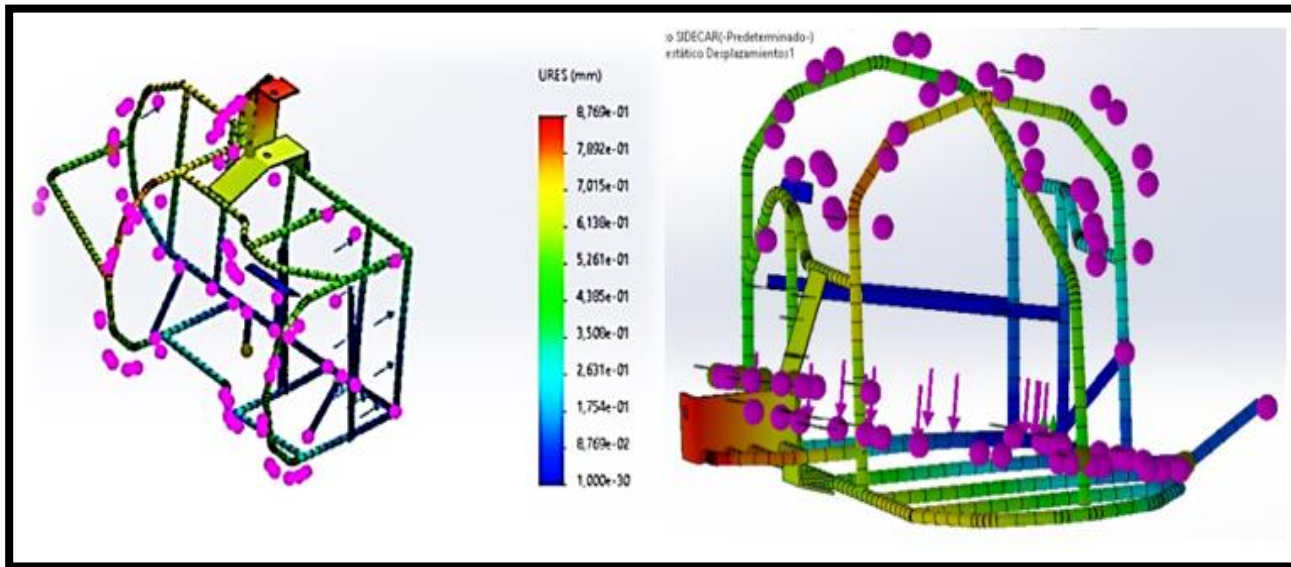 URES (mm)
8,769e-01
7,892e-01
7,015e-01
6,138e-01
5,261e-01
4,385e-01
3,508e-01
2,631e-01
1,754e-01
8,769e-02
1,000e-30
o SIDECAR(-Predeterminado-)
estático Desplazamientos1